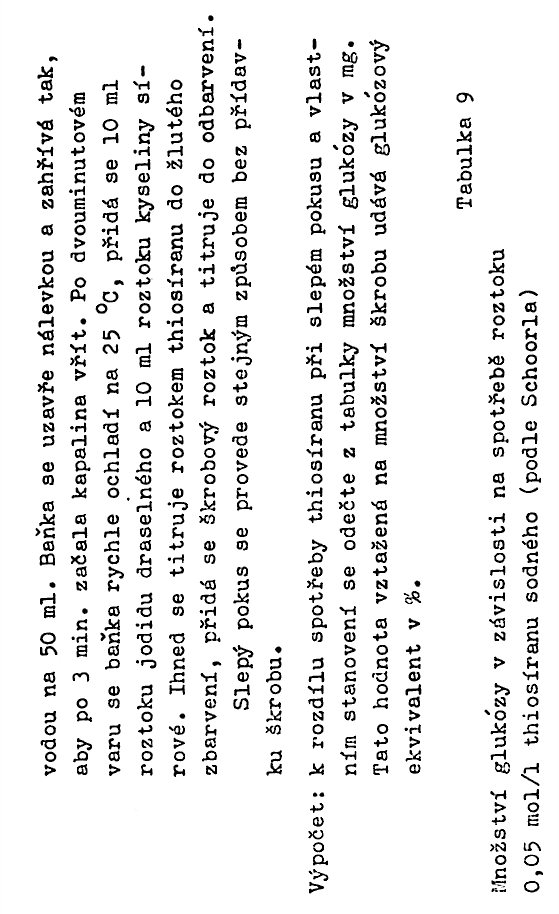 vodou na 50 ml. Baňka se uzavře nálevkou a zahřívá tak,
aby po 3 min. začala kapalina vřít. Po dvouminutovém
varu se baňka rychle ochladí na 25 °C, přidá se 10 ml
roztoku jodidu draselného a 10 ml roztoku kyseliny sí-
rové. Ihned se titruje roztokem thiosíranu do žlutého
zbarvení, přidá se škrobový roztok a titruje do odbarvení.
Slepý pokus se provede stejným způsobem bez přídav-
ku škrobu.
Výpočet: k rozdílu spotřeby thiosíranu při slepém pokusu a vlast-
ním stanovení se odečte z tabulky množství glukózy v mg.
Tato hodnota vztažená na množství škrobu udává glukózový
ekvivalent v %.
Tabulka 9
Množství glukózy v závislosti na spotřebě roztoku
0,05 mol/l thiosíranu sodného (podle Schoorla)